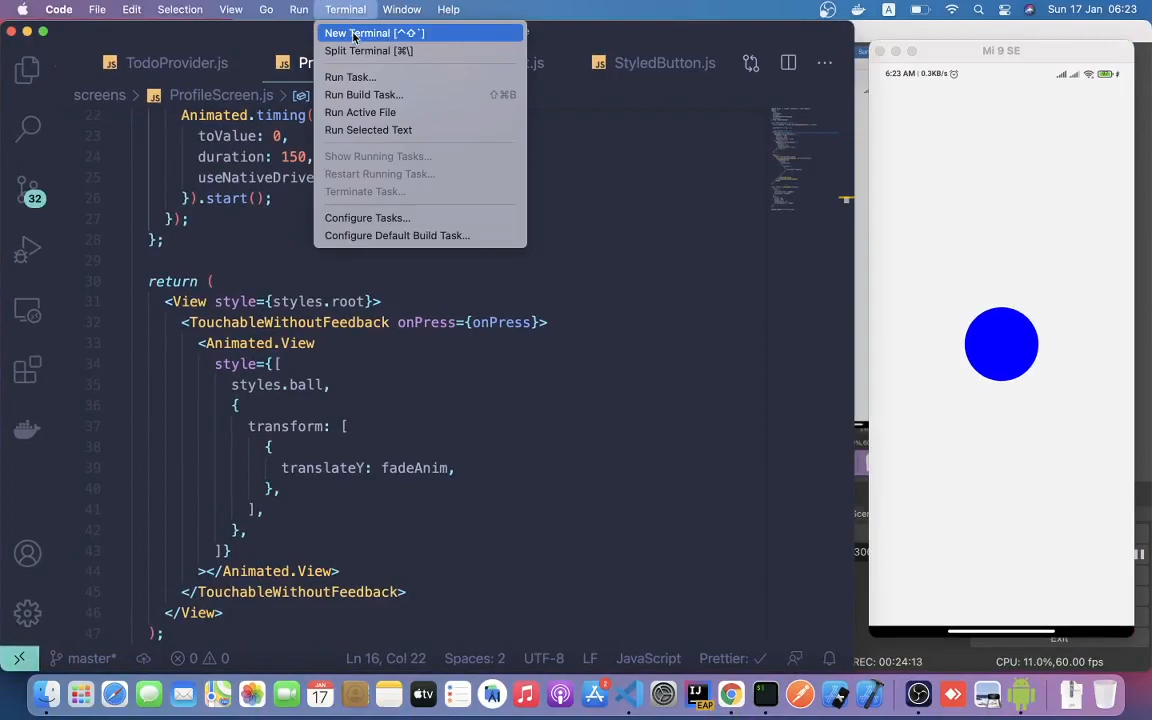 Code File Edit Selection View Go Run Terminal Window Help
A
Sun 17 Jan 06:23
New Terminal [^⇧`]
Split Terminal [⌘\]
Run Task...
Run Build Task... ⇧⌘B
Run Active File
Run Selected Text
Show Running Tasks...
Restart Running Task...
Terminate Task...
Configure Tasks...
Configure Default Build Task...
TodoProvider.js
StyledButton.js
screens > JS ProfileScreen.js >
22 Animated.timing(
23 toValue: 0,
24 duration: 150,
25 useNativeDrive
26 }).start();
27 });
28 };
29
30 return (
31 <View style={styles.root}>
32 <TouchableWithoutFeedback onPress={onPress}>
33 <Animated.View
34 style={[
35 styles.ball,
36 {
37 transform: [
38 {
39 translateY: fadeAnim,
40 },
41 ],
42 },
43 ]}
44 ></Animated.View>
45 </TouchableWithoutFeedback>
46 </View>
47 );
32
master*
0 0
Ln 16, Col 22
Spaces: 2
UTF-8
LF
JavaScript
Prettier: ✓
Mi 9 SE
6:23 AM | 0.3KB/s
REC: 00:24:13
CPU: 11.0%,60.00 fps